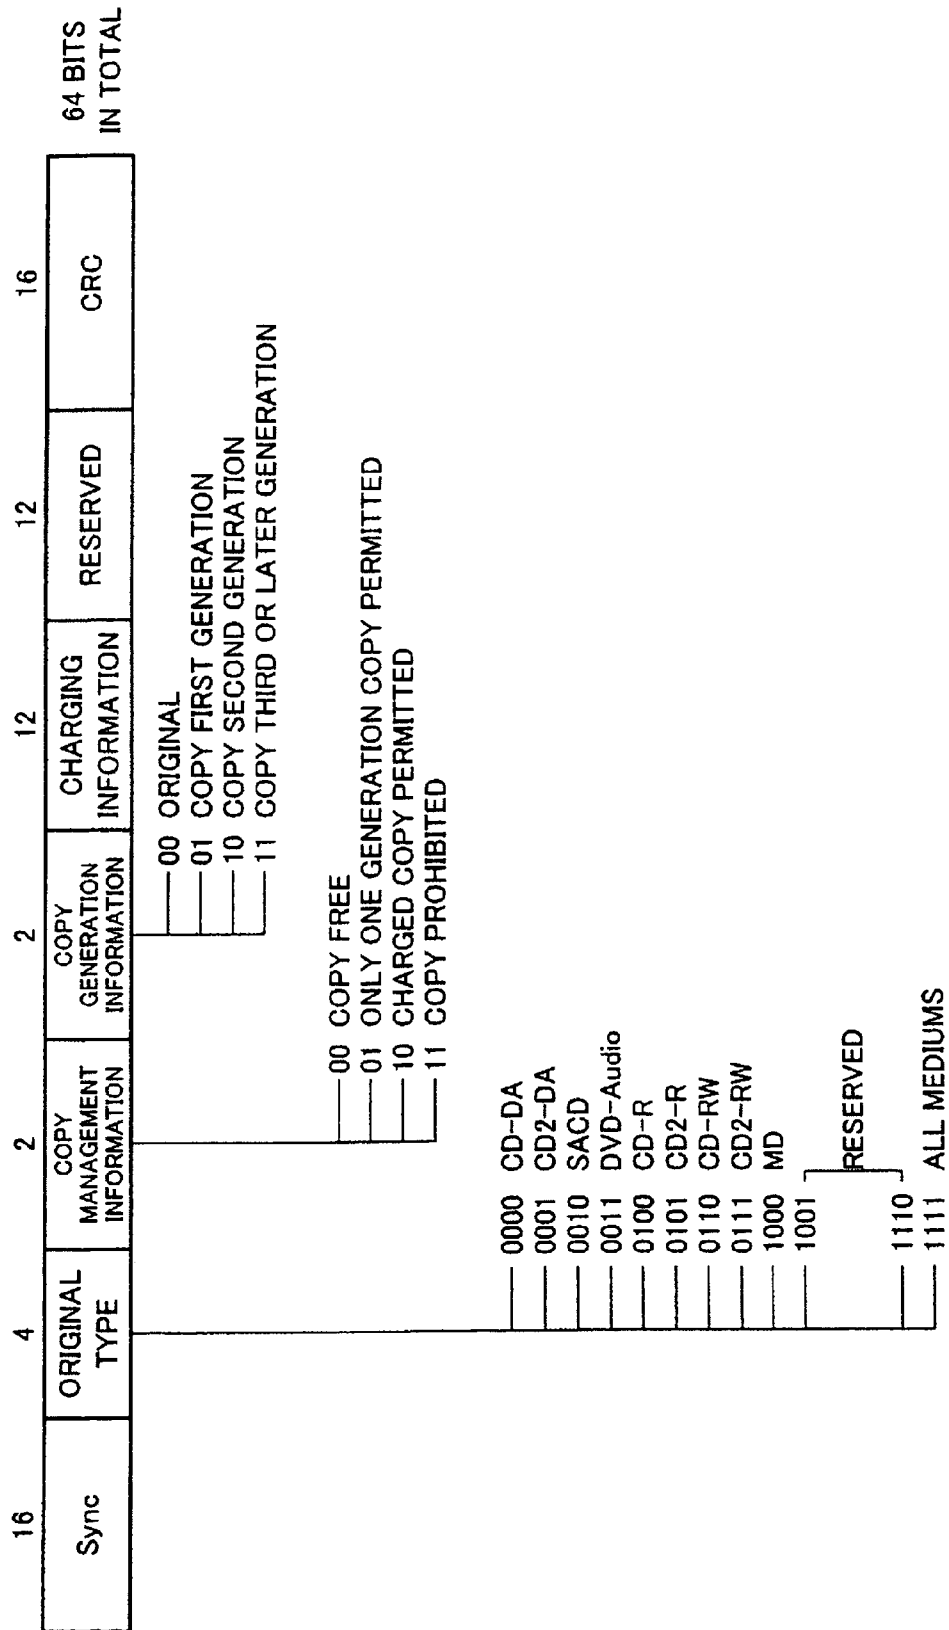 16
4
2
2
12
12
16
Sync
ORIGINAL
TYPE
COPY
MANAGEMENT
INFORMATION
COPY
GENERATION
INFORMATION
CHARGING
INFORMATION
RESERVED
CRC
64 BITS
IN TOTAL
00 ORIGINAL
01 COPY FIRST GENERATION
10 COPY SECOND GENERATION
11 COPY THIRD OR LATER GENERATION
00 COPY FREE
01 ONLY ONE GENERATION COPY PERMITTED
10 CHARGED COPY PERMITTED
11 COPY PROHIBITED
0000 CD-DA
0001 CD2-DA
0010 SACD
0011 DVD-Audio
0100 CD-R
0101 CD2-R
0110 CD-RW
0111 CD2-RW
1000 MD
1001
RESERVED
1110
1111 ALL MEDIUMS